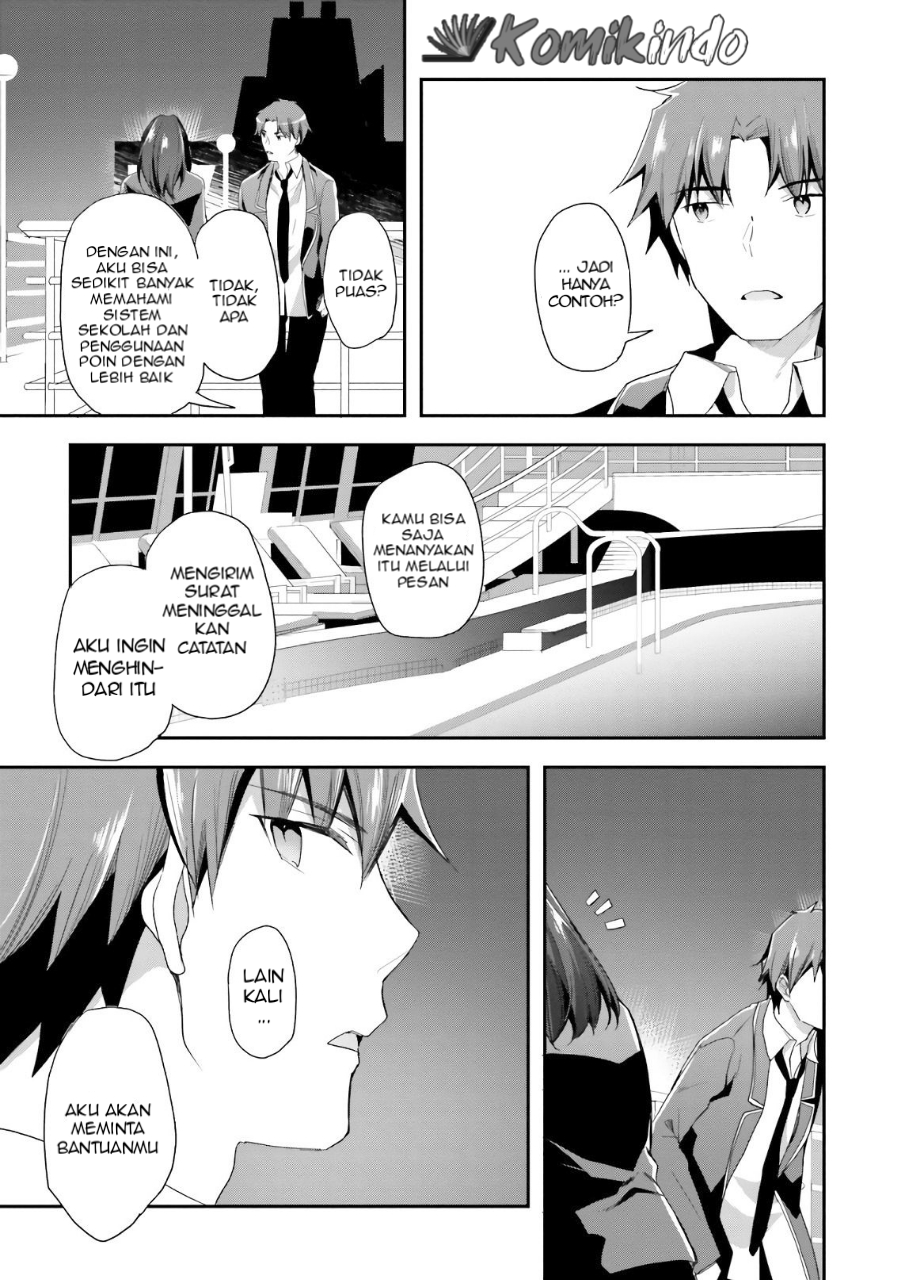 Komikindo
... JADI
HANYA
CONTOH?
TIDAK
PUAS?
TIDAK,
TIDAK
APA
DENGAN INI,
AKU BISA
SEDIKIT BANYAK
MEMAHAMI
SISTEM
SEKOLAH DAN
PENGGUNAAN
POIN DENGAN
LEBIH BAIK
KAMU BISA
SAJA
MENANYAKAN
ITU MELALUI
PESAN
MENGIRIM
SURAT
MENINGGAL
KAN
CATATAN
AKU INGIN
MENGHIN-
DARI ITU
LAIN
KALI
...
AKU AKAN
MEMINTA
BANTUANMU